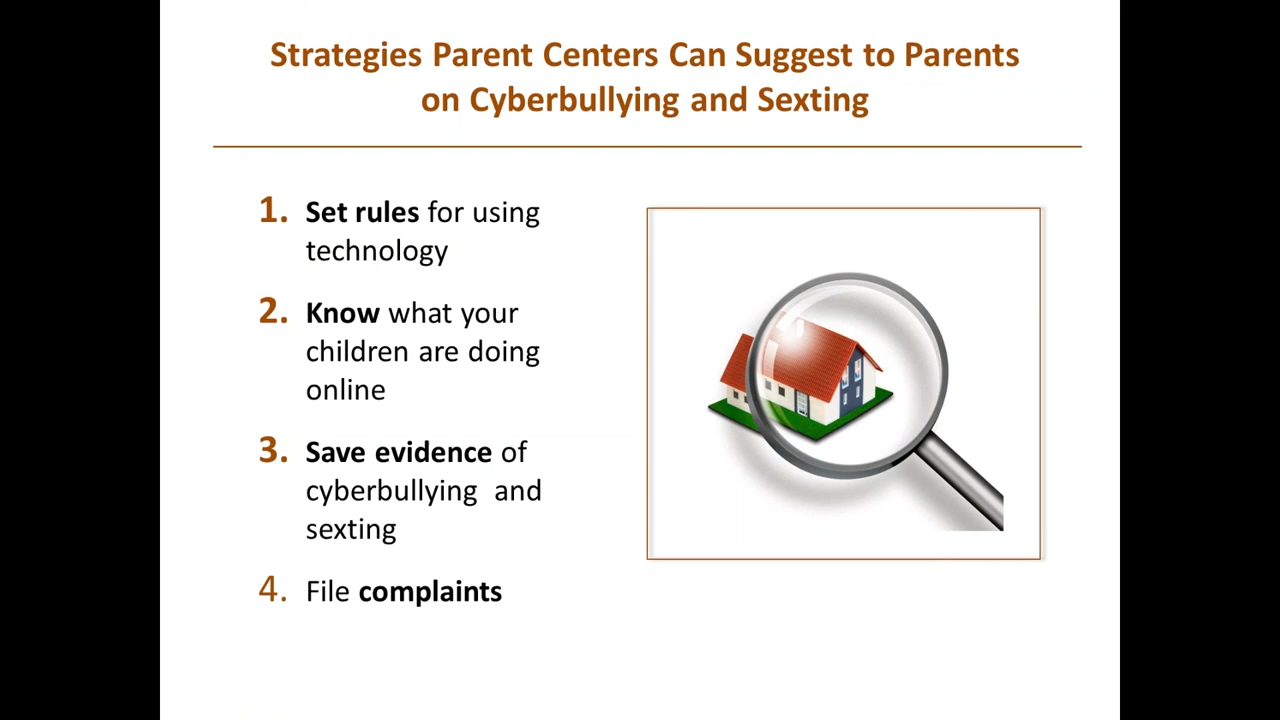 Strategies Parent Centers Can Suggest to Parents
on Cyberbullying and Sexting
1. Set rules for using
technology
2. Know what your
children are doing
online
3. Save evidence of
cyberbullying and
sexting
4. File complaints